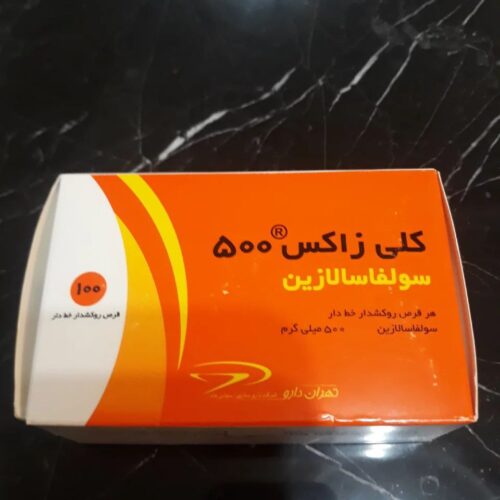 کلی زاکس® ۵۰۰
سولفاسالازین
هر قرص روکشدار خط دار
سولفاسالازین ۵۰۰ میلی گرم
۱۰۰
قرص روکشدار خط دار
تهران دارو